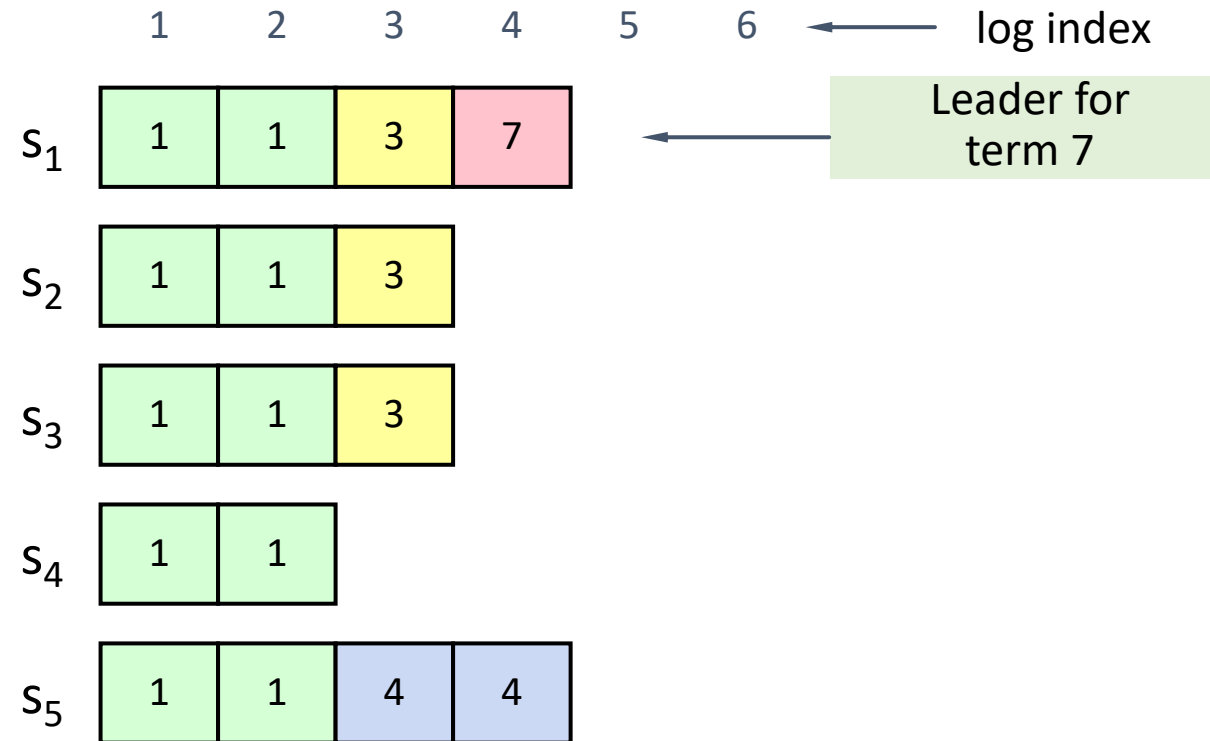 1 2 3 4 5 6 log index
Leader for
term 7
s1 1 1 3 7
s2 1 1 3
s3 1 1 3
s4 1 1
s5 1 1 4 4